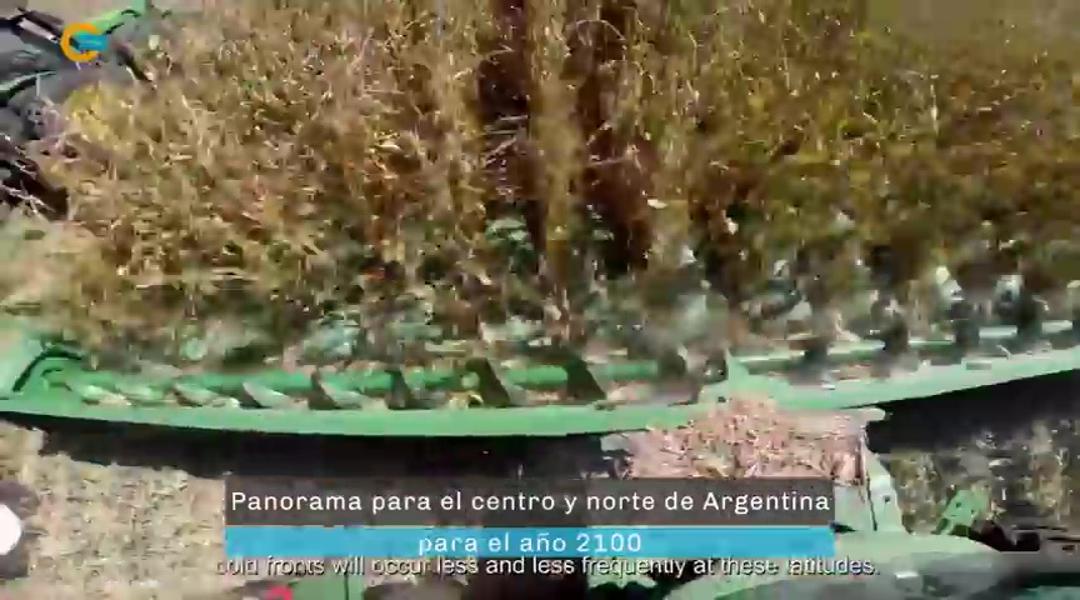 Panorama para el centro y norte de Argentina
para el año 2100
cold fronts will occur less and less frequently at these latitudes.